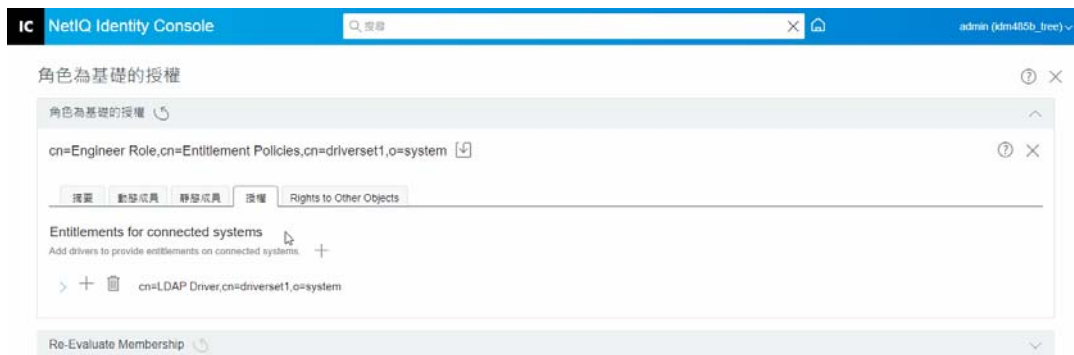 IC NetIQ Identity Console 搜尋 admin (idm485b_tree)
角色為基礎的授權
角色為基礎的授權
cn=Engineer Role,cn=Entitlement Policies,cn=driverset1,o=system
摘要 動態成員 靜態成員 授權 Rights to Other Objects
Entitlements for connected systems
Add drivers to provide entitlements on connected systems.
cn=LDAP Driver,cn=driverset1,o=system
Re-Evaluate Membership